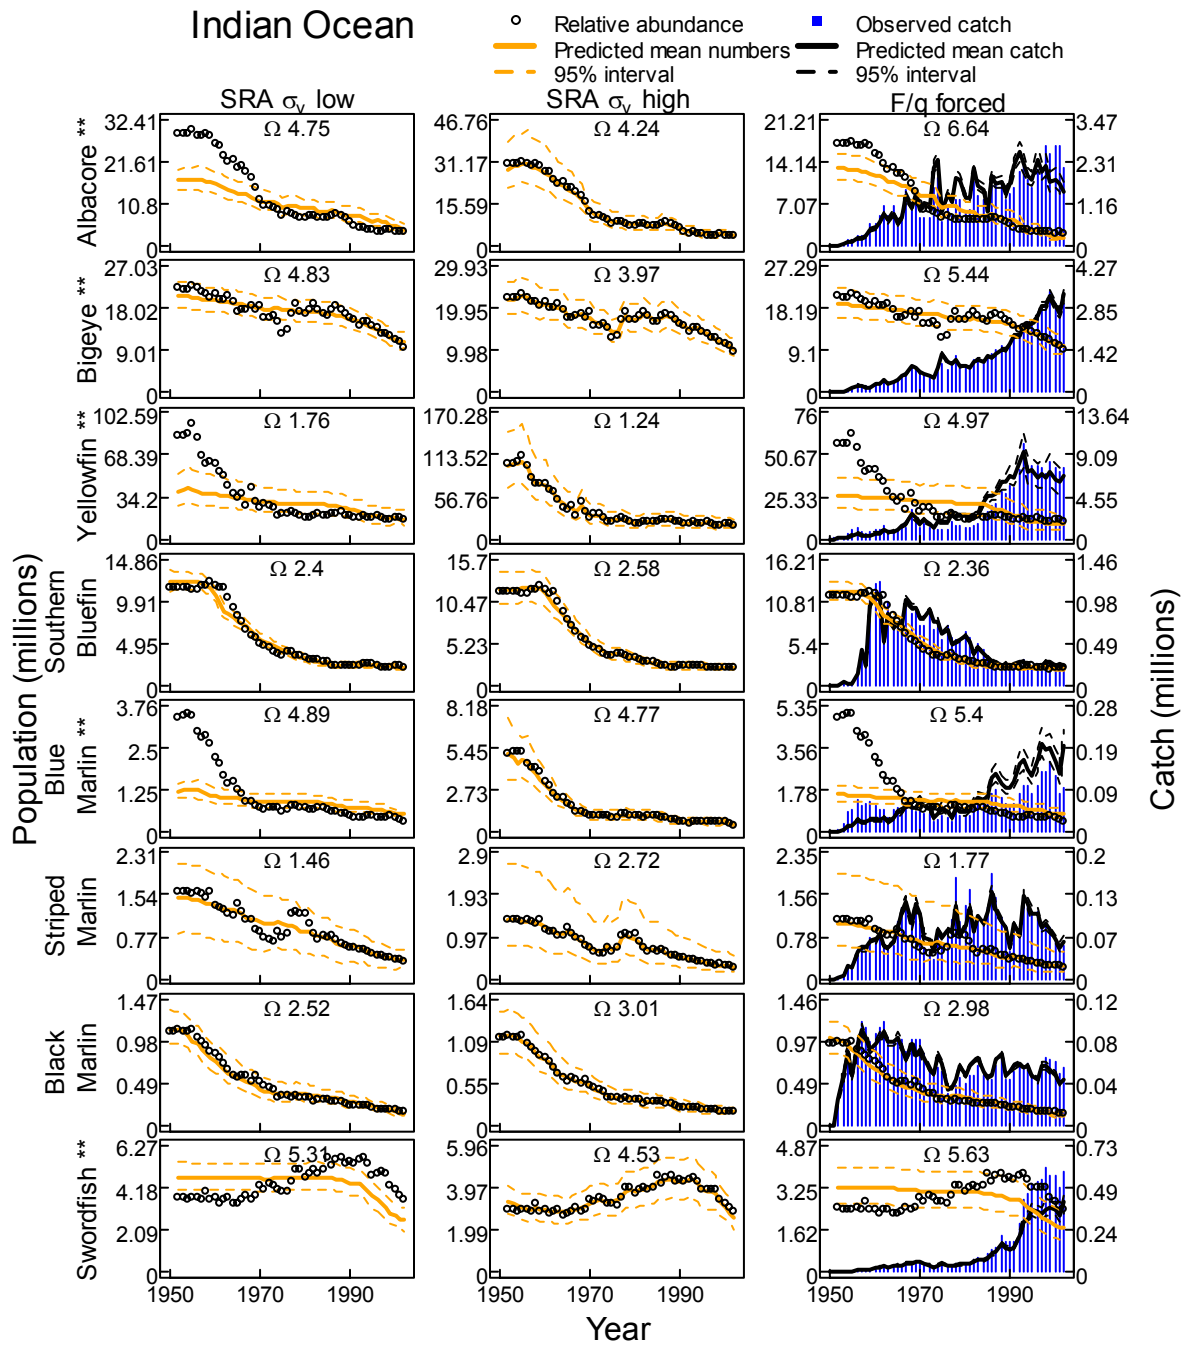 Indian Ocean
Relative abundance
Predicted mean numbers
95% interval
Observed catch
Predicted mean catch
95% interval
SRA σv low
SRA σv high
F/q forced
Population (millions)
Catch (millions)
Albacore **
32.41
21.61
10.8
0
Ω 4.75
46.76
31.17
15.59
0
Ω 4.24
21.21
14.14
7.07
0
Ω 6.64
3.47
2.31
1.16
0
Bigeye **
27.03
18.02
9.01
0
Ω 4.83
29.93
19.95
9.98
0
Ω 3.97
27.29
18.19
9.1
0
Ω 5.44
4.27
2.85
1.42
0
Yellowfin **
102.59
68.39
34.2
0
Ω 1.76
170.28
113.52
56.76
0
Ω 1.24
76
50.67
25.33
0
Ω 4.97
13.64
9.09
4.55
0
Southern
Bluefin
14.86
9.91
4.95
0
Ω 2.4
15.7
10.47
5.23
0
Ω 2.58
16.21
10.81
5.4
0
Ω 2.36
1.46
0.98
0.49
0
Blue
Marlin **
3.76
2.5
1.25
0
Ω 4.89
8.18
5.45
2.73
0
Ω 4.77
5.35
3.56
1.78
0
Ω 5.4
0.28
0.19
0.09
0
Striped
Marlin
2.31
1.54
0.77
0
Ω 1.46
2.9
1.93
0.97
0
Ω 2.72
2.35
1.56
0.78
0
Ω 1.77
0.2
0.13
0.07
0
Black
Marlin
1.47
0.98
0.49
0
Ω 2.52
1.64
1.09
0.55
0
Ω 3.01
1.46
0.97
0.49
0
Ω 2.98
0.12
0.08
0.04
0
Swordfish **
6.27
4.18
2.09
0
Ω 5.31
5.96
3.97
1.99
0
Ω 4.53
4.87
3.25
1.62
0
Ω 5.63
0.73
0.49
0.24
0
1950 1970 1990
1950 1970 1990
1950 1970 1990
Year